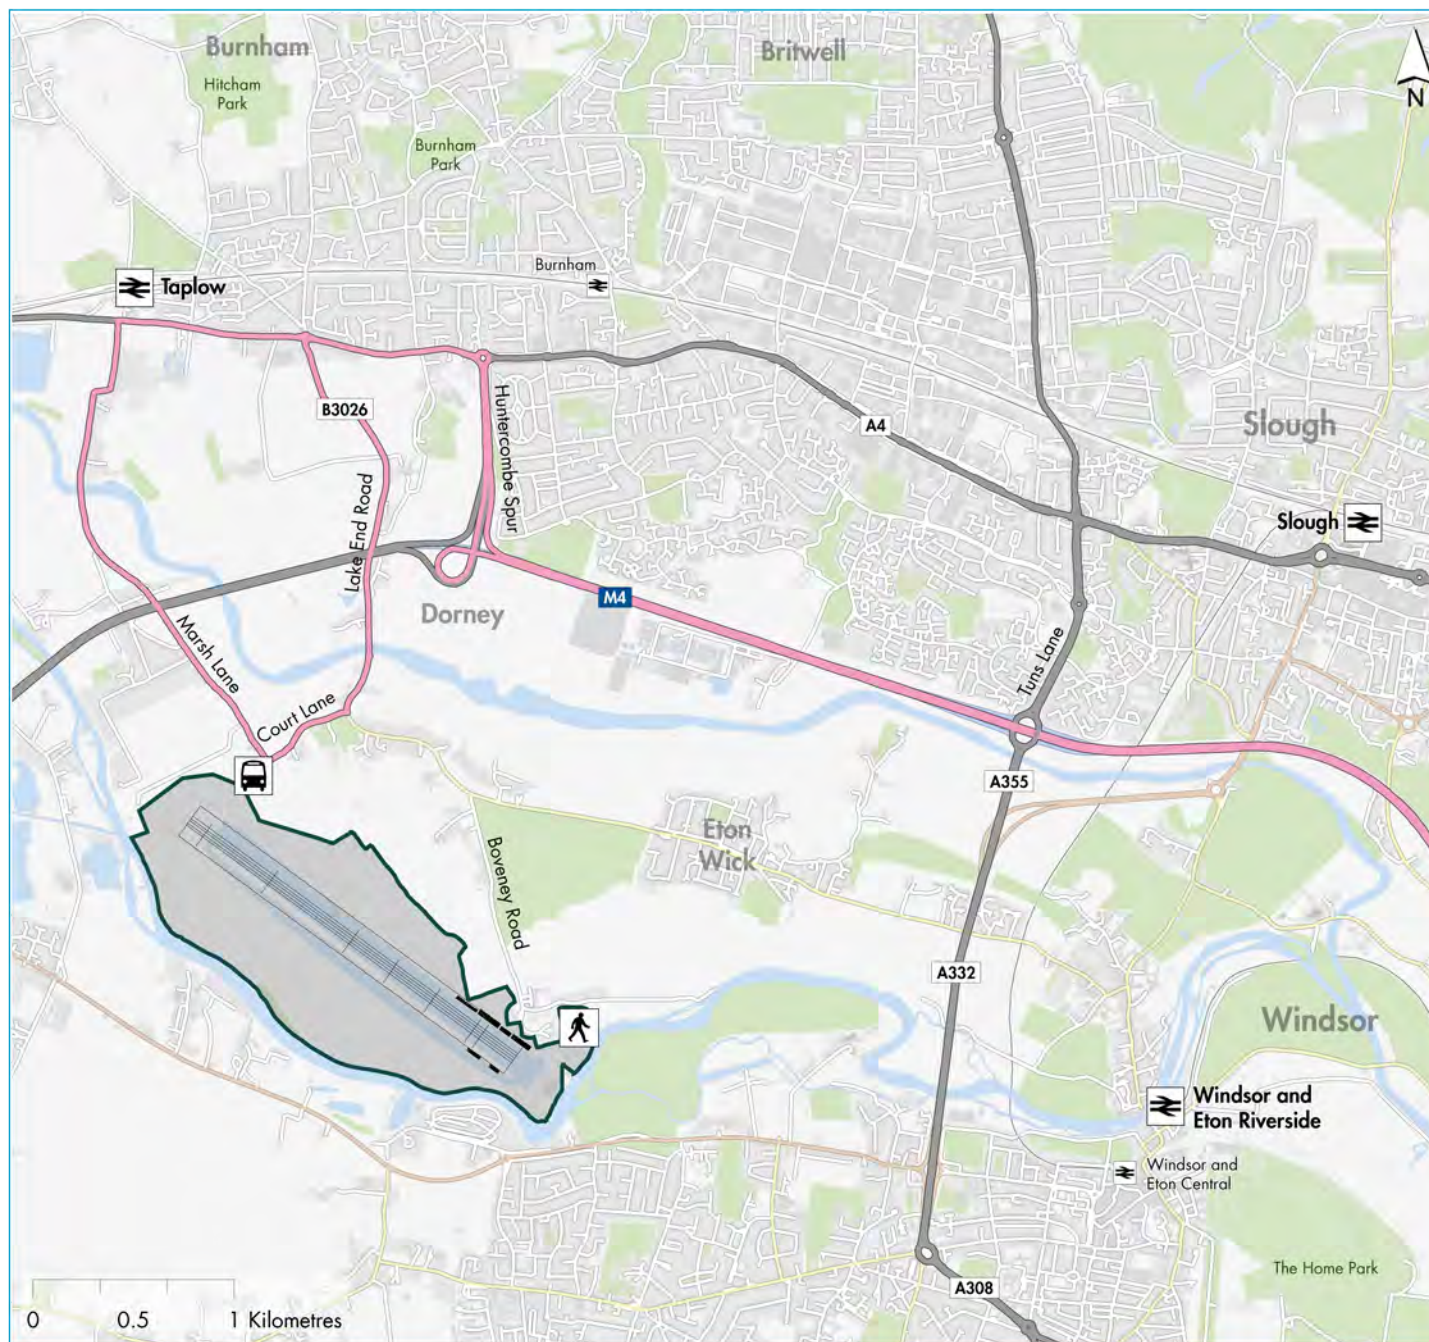 Burnham
Britwell
Hitcham
Park
N
Burnham
Park
Taplow
Burnham
B3026
Huntercombe Spur
A4
Slough
Lake End Road
Slough
M4
Dorney
Marsh Lane
Tuns Lane
Court Lane
A355
Eton
Wick
Boveney Road
A332
Windsor
Windsor and
Eton Riverside
Windsor and
Eton Central
The Home Park
A308
0 0.5 1 Kilometres